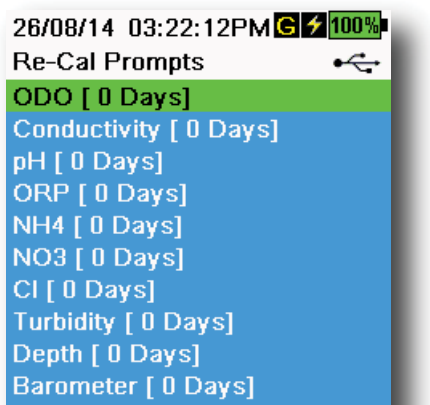 26/08/14 03:22:12PM G 100%
Re-Cal Prompts
ODO [ 0 Days]
Conductivity [ 0 Days]
pH [ 0 Days]
ORP [ 0 Days]
NH4 [ 0 Days]
NO3 [ 0 Days]
Cl [ 0 Days]
Turbidity [ 0 Days]
Depth [ 0 Days]
Barometer [ 0 Days]